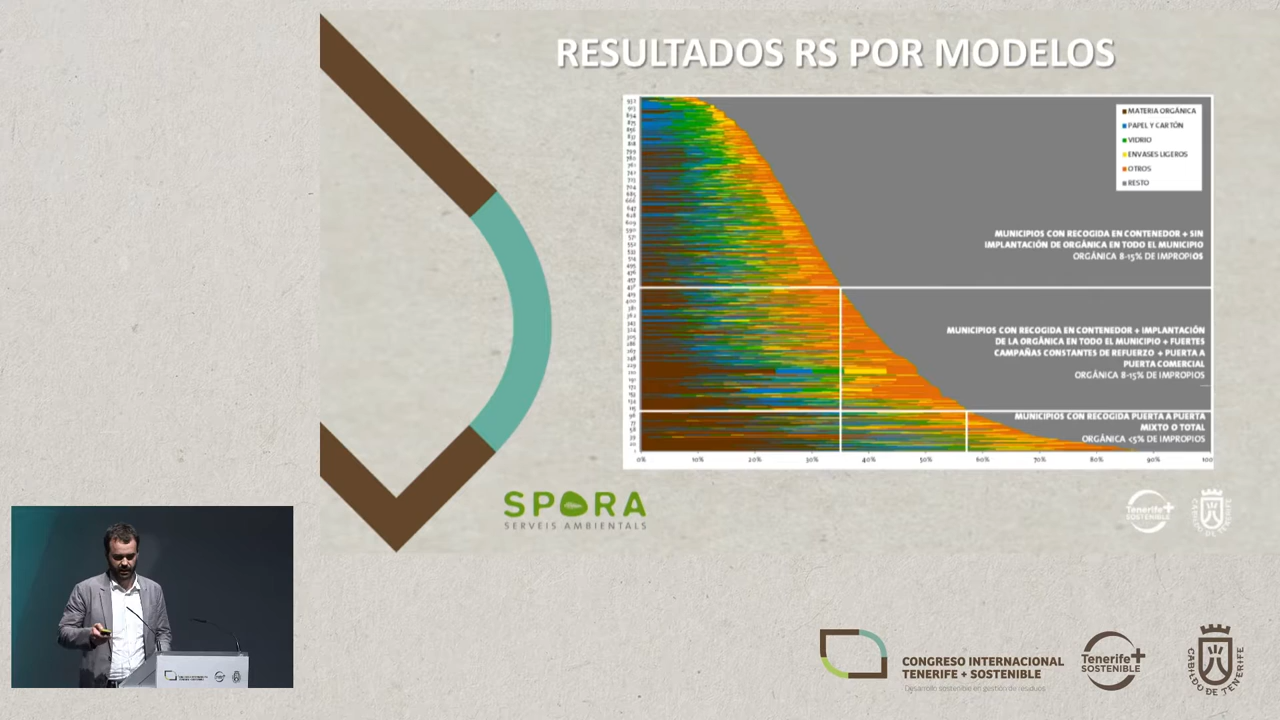 RESULTADOS RS POR MODELOS
MATERIA ORGÁNICA
PAPEL Y CARTÓN
VIDRIO
ENVASES LIGEROS
OTROS
RESTO
MUNICIPIOS CON RECOGIDA EN CONTENEDOR + SIN
IMPLANTACIÓN DE ORGÁNICA EN TODO EL MUNICIPIO
ORGÁNICA 8-15% DE IMPROPIOS
MUNICIPIOS CON RECOGIDA EN CONTENEDOR + IMPLANTACIÓN
DE LA ORGÁNICA EN TODO EL MUNICIPIO + FUERTES
CAMPAÑAS CONSTANTES DE REFUERZO + PUERTA A
PUERTA COMERCIAL
ORGÁNICA 8-15% DE IMPROPIOS
MUNICIPIOS CON RECOGIDA PUERTA A PUERTA
MIXTO O TOTAL
ORGÁNICA <5% DE IMPROPIOS
0% 10% 20% 30% 40% 50% 60% 70% 80% 90% 100
SPORA
SERVEIS AMBIENTALS
Tenerife+
SOSTENIBLE
CABILDO DE TENERIFE
CONGRESO INTERNACIONAL
TENERIFE + SOSTENIBLE
Desarrollo sostenible en gestión de residuos
Tenerife+
SOSTENIBLE
CABILDO DE TENERIFE